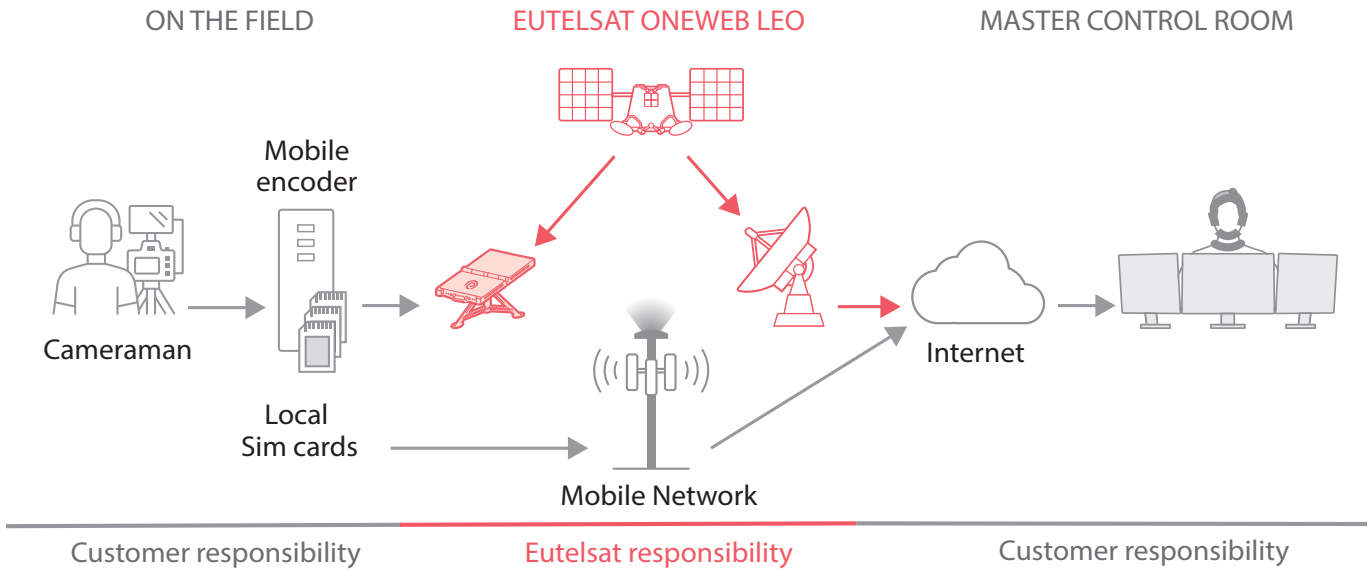 ON THE FIELD
EUTELSAT ONEWEB LEO
MASTER CONTROL ROOM
Mobile
encoder
Cameraman
Internet
Local
Sim cards
Mobile Network
Customer responsibility
Eutelsat responsibility
Customer responsibility